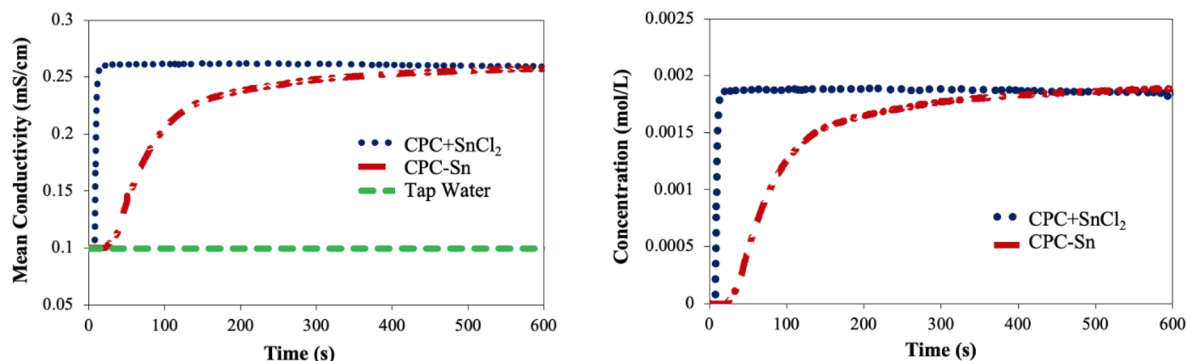 Mean Conductivity (mS/cm)
0.3
0.25
0.2
0.15
0.1
0.05
0
100
200
300
400
500
600
Time (s)
CPC+SnCl₂
CPC-Sn
Tap Water
Concentration (mol/L)
0.0025
0.002
0.0015
0.001
0.0005
0
0
100
200
300
400
500
600
Time (s)
CPC+SnCl₂
CPC-Sn